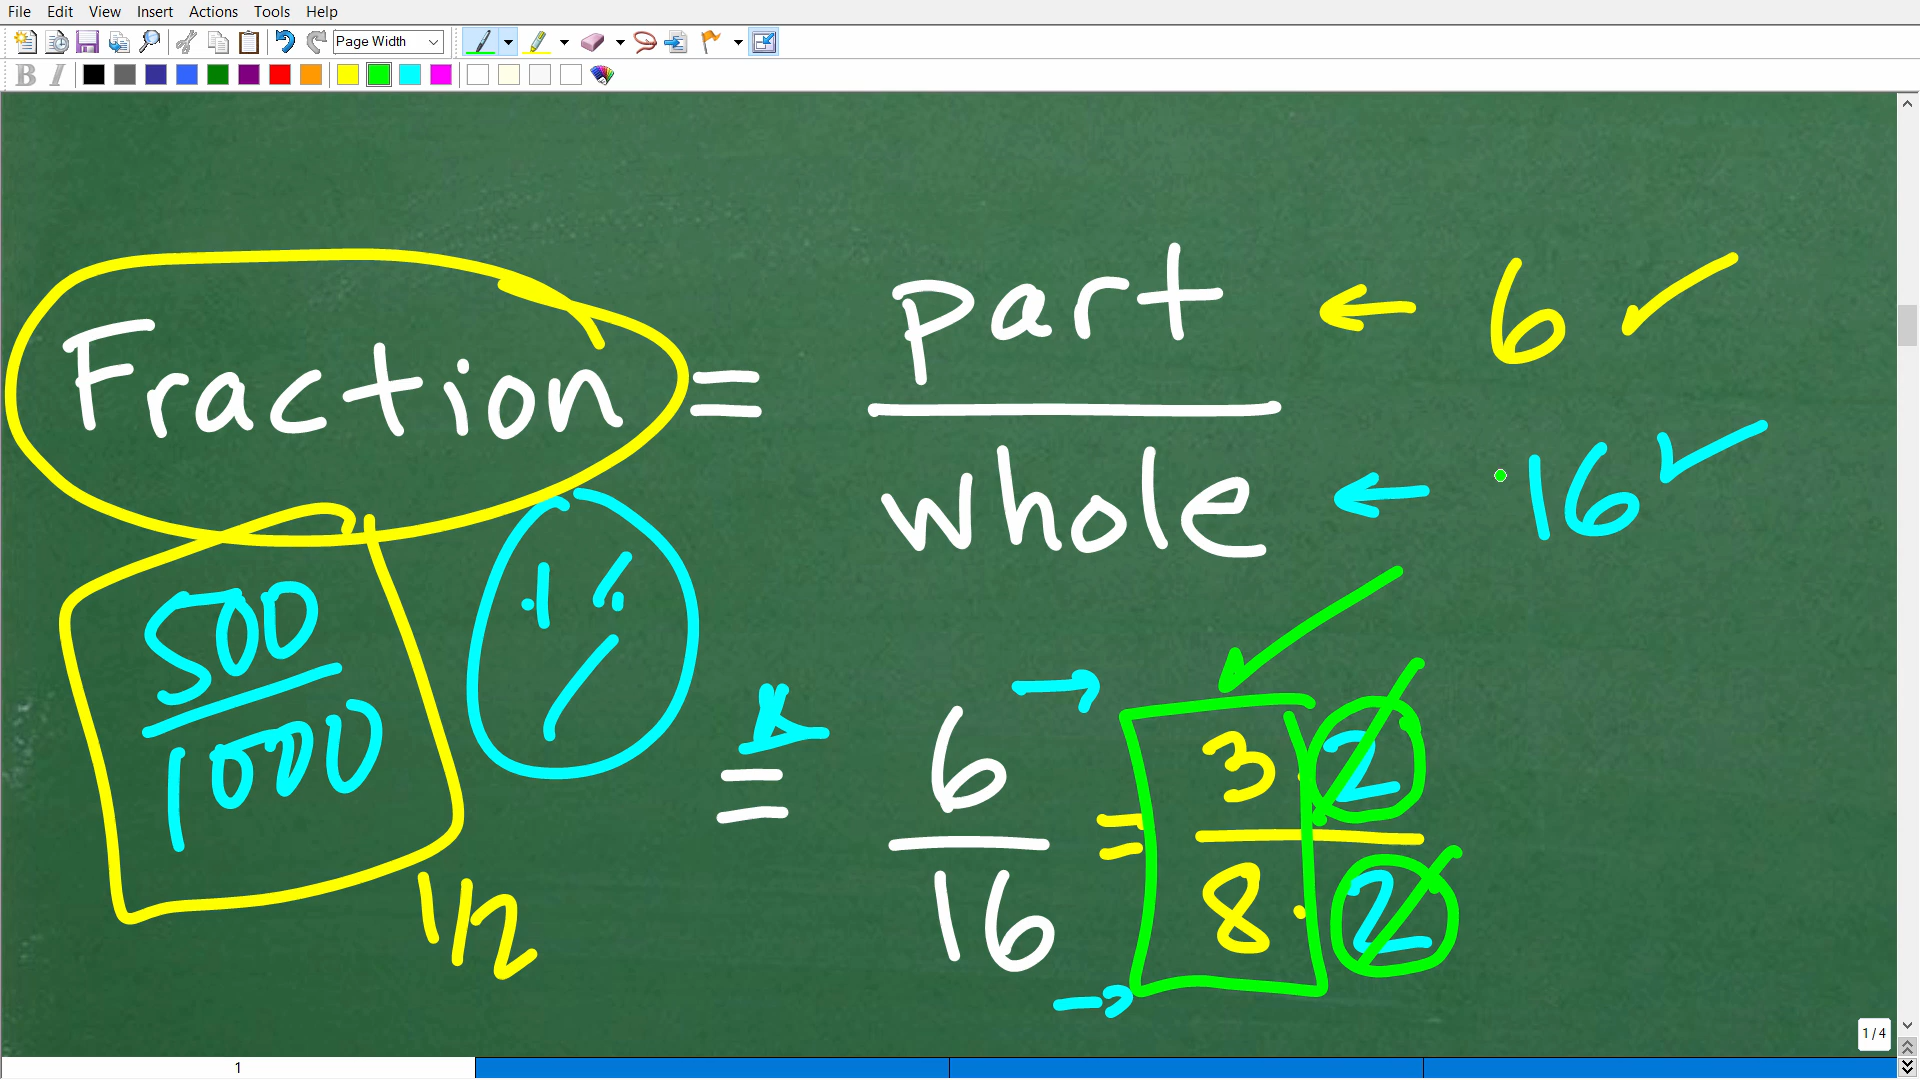 File Edit View Insert Actions Tools Help
Page Width
B I
Fraction = part ← 6 ✓
whole ← 16 ✓
500
1000
1/2
= 6 → = 3 · 2
16 → 8 · 2
1 / 4
1